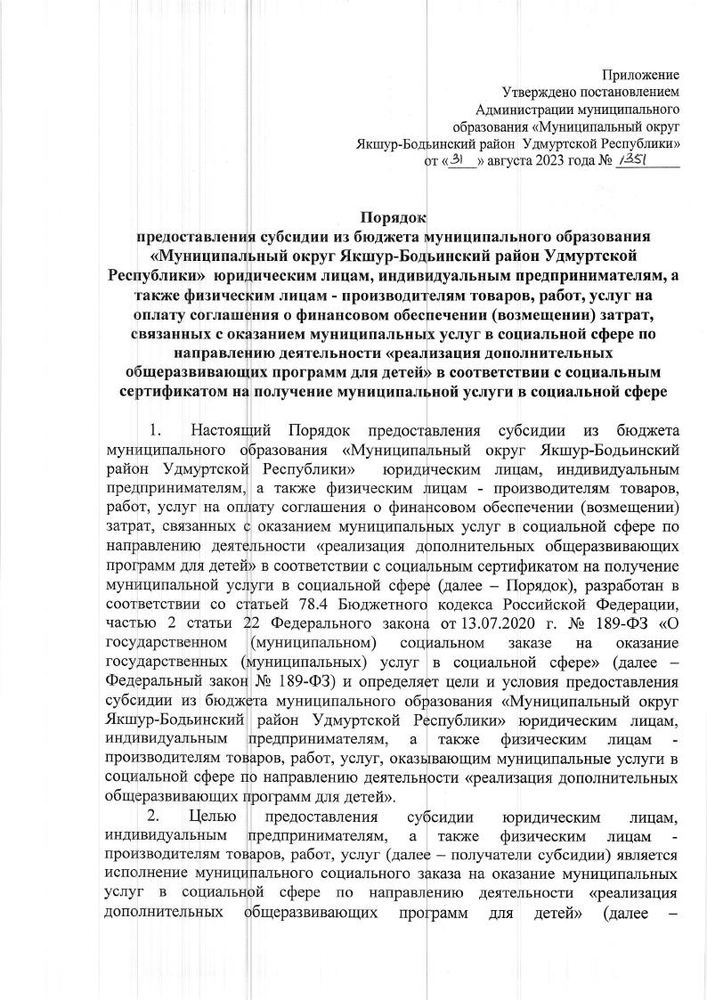 Приложение
Утверждено постановлением
Администрации муниципального
образования «Муниципальный округ
Якшур-Бодьинский район Удмуртской Республики»
от «31» августа 2023 года № 1351
Порядок
предоставления субсидии из бюджета муниципального образования
«Муниципальный округ Якшур-Бодьинский район Удмуртской
Республики» юридическим лицам, индивидуальным предпринимателям, а
также физическим лицам - производителям товаров, работ, услуг на
оплату соглашения о финансовом обеспечении (возмещении) затрат,
связанных с оказанием муниципальных услуг в социальной сфере по
направлению деятельности «реализация дополнительных
общеразвивающих программ для детей» в соответствии с социальным
сертификатом на получение муниципальной услуги в социальной сфере
1. Настоящий Порядок предоставления субсидии из бюджета
муниципального образования «Муниципальный округ Якшур-Бодьинский
район Удмуртской Республики» юридическим лицам, индивидуальным
предпринимателям, а также физическим лицам - производителям товаров,
работ, услуг на оплату соглашения о финансовом обеспечении (возмещении)
затрат, связанных с оказанием муниципальных услуг в социальной сфере по
направлению деятельности «реализация дополнительных общеразвивающих
программ для детей» в соответствии с социальным сертификатом на получение
муниципальной услуги в социальной сфере (далее – Порядок), разработан в
соответствии со статьей 78.4 Бюджетного кодекса Российской Федерации,
частью 2 статьи 22 Федерального закона от 13.07.2020 г. № 189-ФЗ «О
государственном (муниципальном) социальном заказе на оказание
государственных (муниципальных) услуг в социальной сфере» (далее –
Федеральный закон № 189-ФЗ) и определяет цели и условия предоставления
субсидии из бюджета муниципального образования «Муниципальный округ
Якшур-Бодьинский район Удмуртской Республики» юридическим лицам,
индивидуальным предпринимателям, а также физическим лицам -
производителям товаров, работ, услуг, оказывающим муниципальные услуги в
социальной сфере по направлению деятельности «реализация дополнительных
общеразвивающих программ для детей».
2. Целью предоставления субсидии юридическим лицам,
индивидуальным предпринимателям, а также физическим лицам -
производителям товаров, работ, услуг (далее – получатели субсидии) является
исполнение муниципального социального заказа на оказание муниципальных
услуг в социальной сфере по направлению деятельности «реализация
дополнительных общеразвивающих программ для детей» (далее –